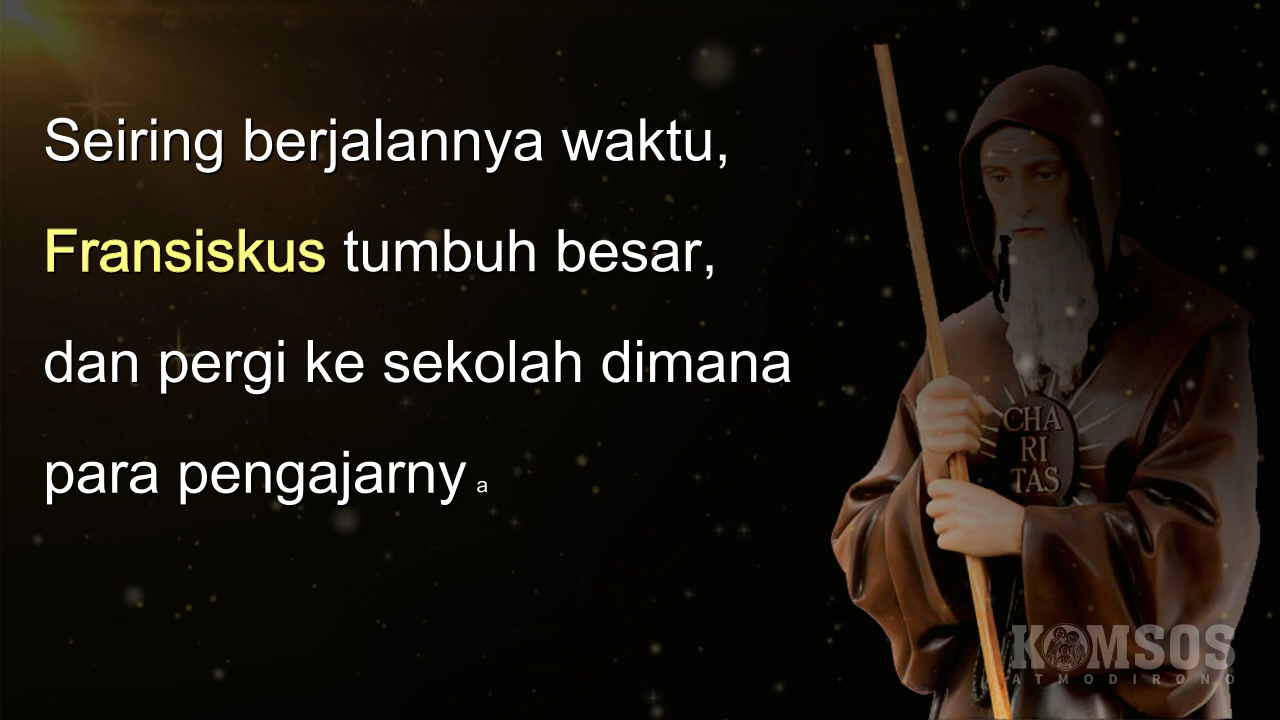 Seiring berjalannya waktu,
Fransiskus tumbuh besar,
dan pergi ke sekolah dimana
para pengajarny a
CHA
RI
TAS
KOMSOS
ATMODIRONO